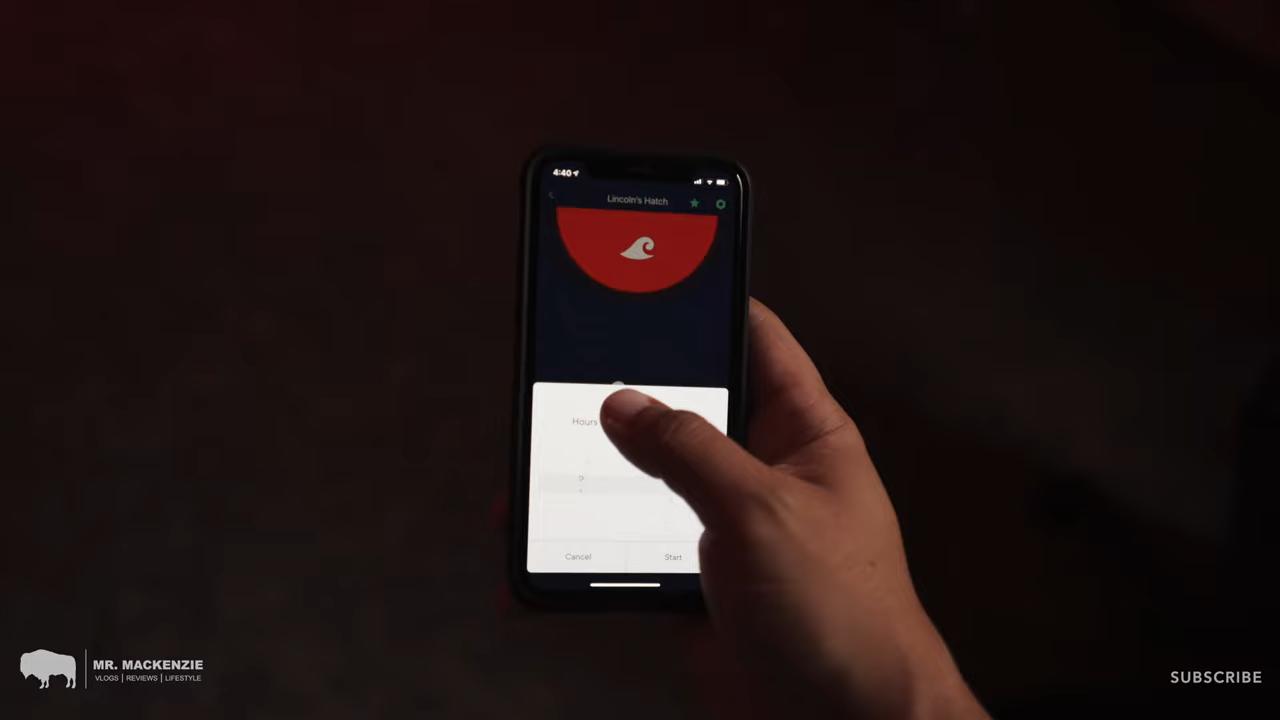 4:40
Lincoln's Hatch
Hours
Cancel
Start
MR. MACKENZIE
VLOGS | REVIEWS | LIFESTYLE
SUBSCRIBE